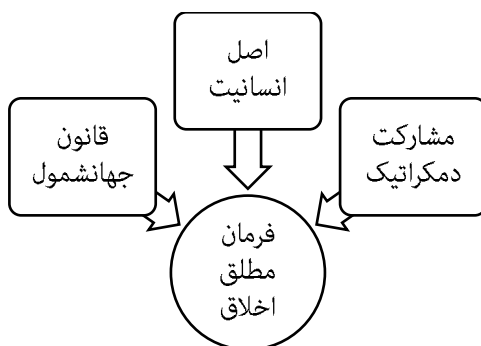 اصل
انسانیت
مشارکت
دمکراتیک
قانون
جهانشمول
فرمان
مطلق
اخلاق